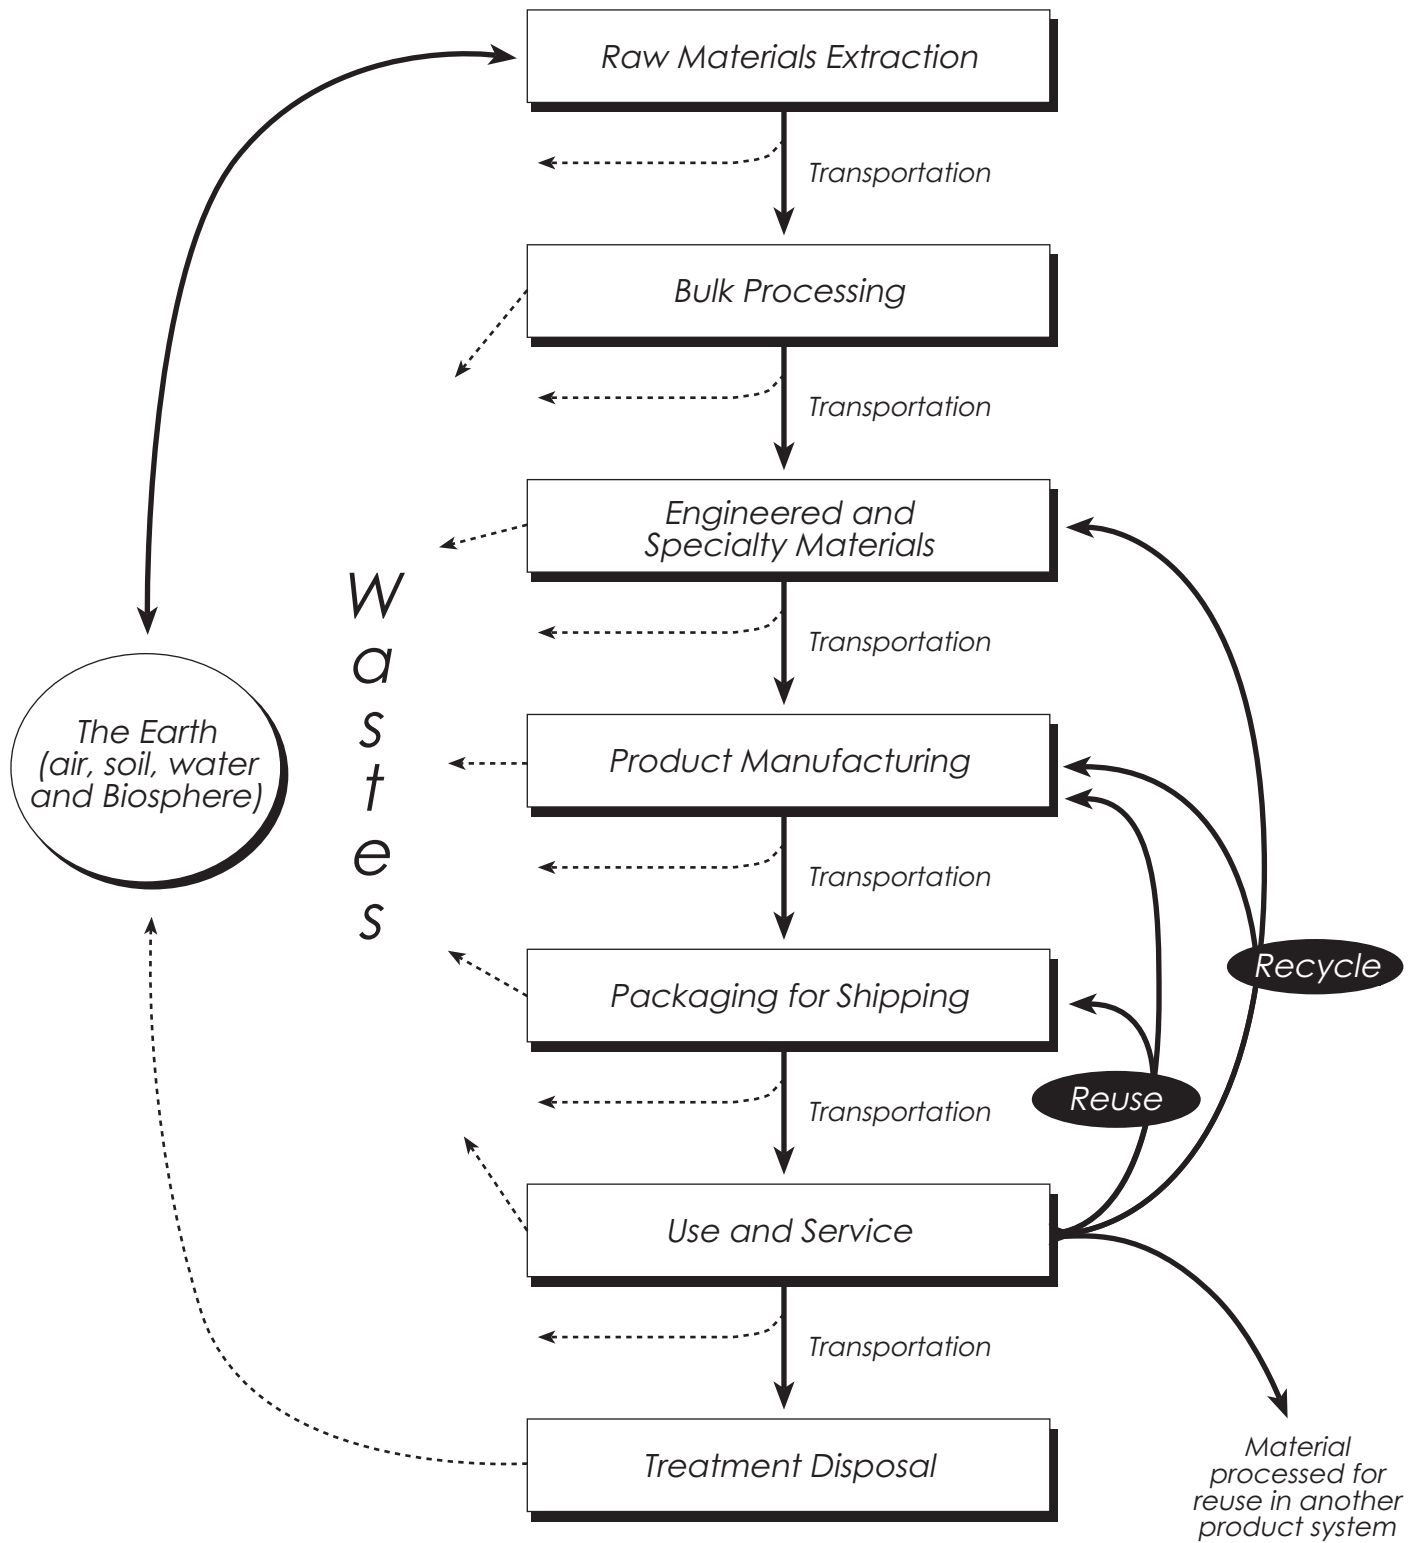 Raw Materials Extraction
Transportation
Bulk Processing
Transportation
Engineered and
Specialty Materials
Transportation
Wastes
The Earth
(air, soil, water
and Biosphere)
Product Manufacturing
Transportation
Recycle
Packaging for Shipping
Reuse
Transportation
Use and Service
Transportation
Treatment Disposal
Material
processed for
reuse in another
product system